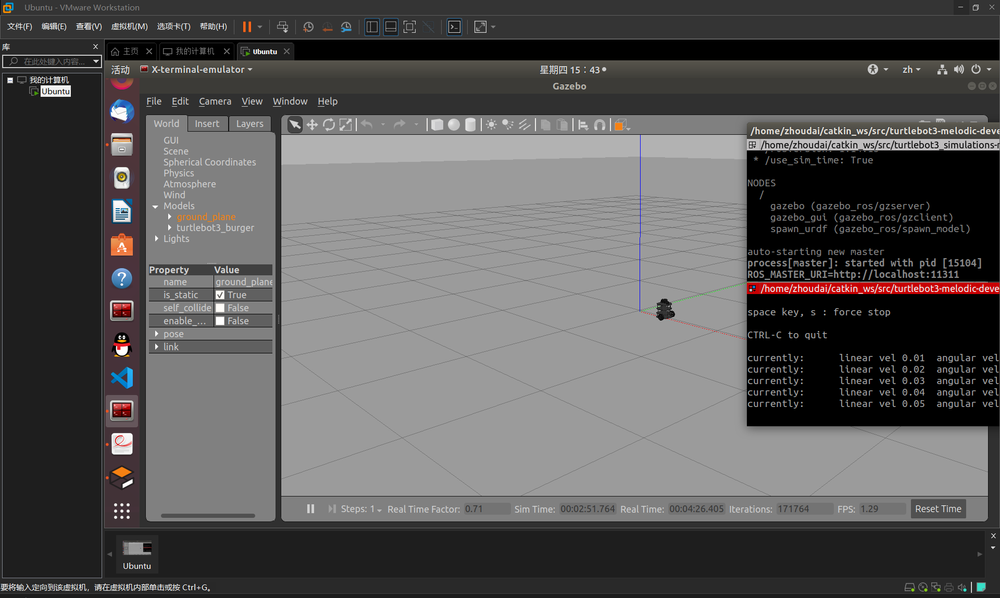 Ubuntu - VMware Workstation
文件(F) 编辑(E) 查看(V) 虚拟机(M) 选项卡(T) 帮助(H)
库
在此处键入内容...
我的计算机
Ubuntu
主页 我的计算机 Ubuntu
活动 X-terminal-emulator 星期四 15：43 zh
Gazebo
File Edit Camera View Window Help
World Insert Layers
GUI
Scene
Spherical Coordinates
Physics
Atmosphere
Wind
Models
ground_plane
turtlebot3_burger
Lights
Property Value
name ground_plane
is_static True
self_collide False
enable_... False
pose
link
/home/zhoudai/catkin_ws/src/turtlebot3-melodic-deve
/home/zhoudai/catkin_ws/src/turtlebot3_simulations-
* /use_sim_time: True
NODES
/
gazebo (gazebo_ros/gzserver)
gazebo_gui (gazebo_ros/gzclient)
spawn_urdf (gazebo_ros/spawn_model)
auto-starting new master
process[master]: started with pid [15104]
ROS_MASTER_URI=http://localhost:11311
/home/zhoudai/catkin_ws/src/turtlebot3-melodic-deve
space key, s : force stop
CTRL-C to quit
currently: linear vel 0.01 angular vel
currently: linear vel 0.02 angular vel
currently: linear vel 0.03 angular vel
currently: linear vel 0.04 angular vel
currently: linear vel 0.05 angular vel
Steps: 1 Real Time Factor: 0.71 Sim Time: 00:02:51.764 Real Time: 00:04:26.405 Iterations: 171764 FPS: 1.29 Reset Time
Ubuntu
要将输入定向到该虚拟机，请在虚拟机内部单击或按 Ctrl+G。